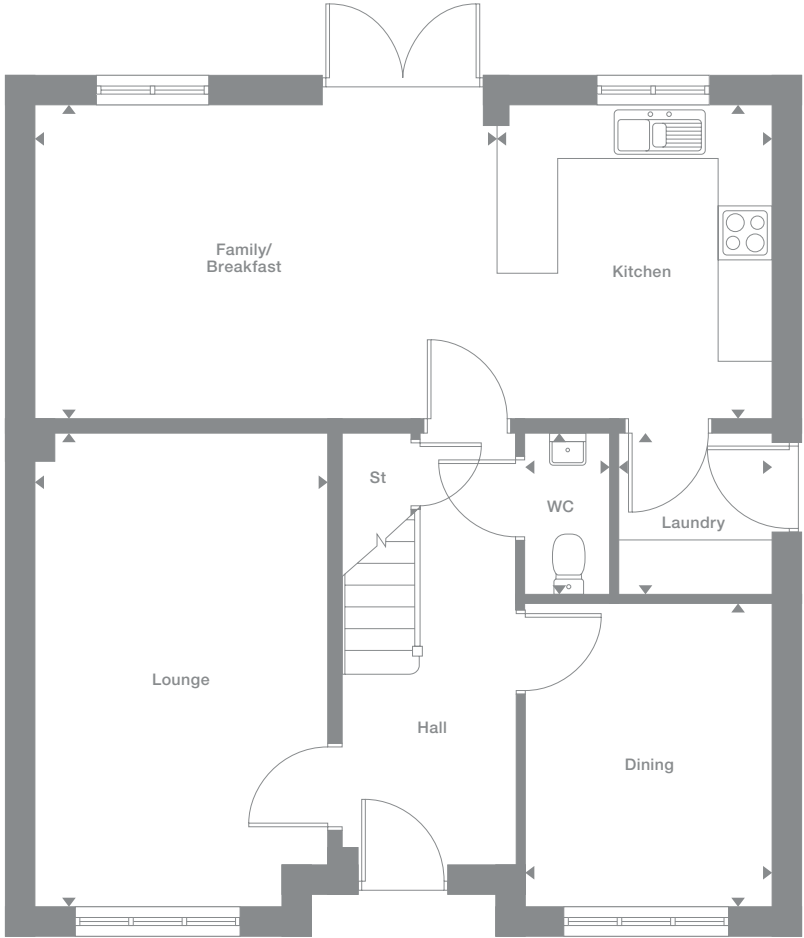 Family/
Breakfast
Kitchen
St
WC
Laundry
Lounge
Hall
Dining